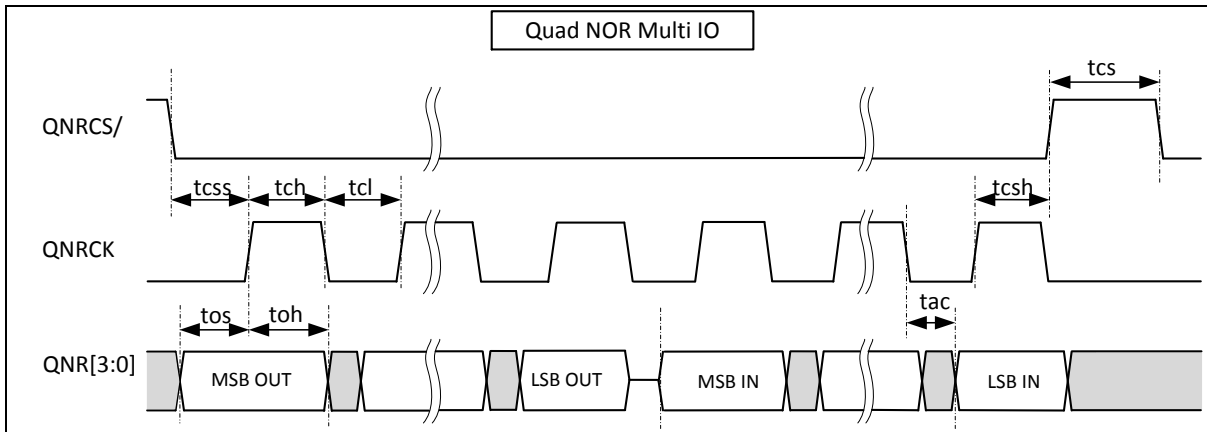 Quad NOR Multi IO
tcs
QNRCS/
tcss tch tcl tcsh
QNRCK
tos toh tac
QNR[3:0]
MSB OUT LSB OUT MSB IN LSB IN